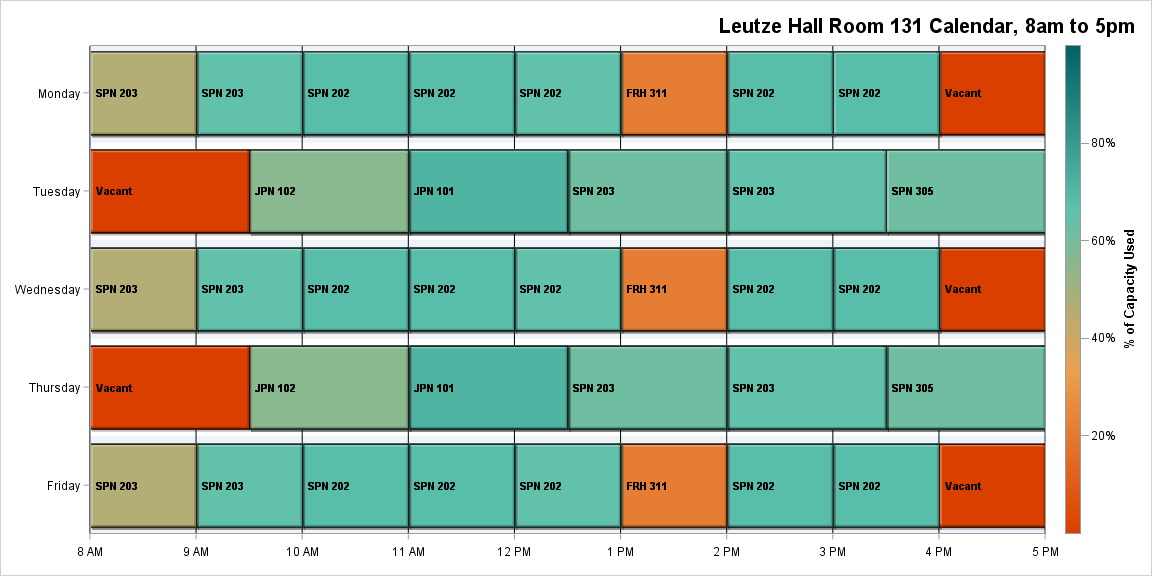 Leutze Hall Room 131 Calendar, 8am to 5pm
Monday
SPN 203
SPN 203
SPN 202
SPN 202
SPN 202
FRH 311
SPN 202
SPN 202
Vacant
Tuesday
Vacant
JPN 102
JPN 101
SPN 203
SPN 203
SPN 305
Wednesday
SPN 203
SPN 203
SPN 202
SPN 202
SPN 202
FRH 311
SPN 202
SPN 202
Vacant
Thursday
Vacant
JPN 102
JPN 101
SPN 203
SPN 203
SPN 305
Friday
SPN 203
SPN 203
SPN 202
SPN 202
SPN 202
FRH 311
SPN 202
SPN 202
Vacant
8 AM
9 AM
10 AM
11 AM
12 PM
1 PM
2 PM
3 PM
4 PM
5 PM
80%
60%
40%
20%
% of Capacity Used